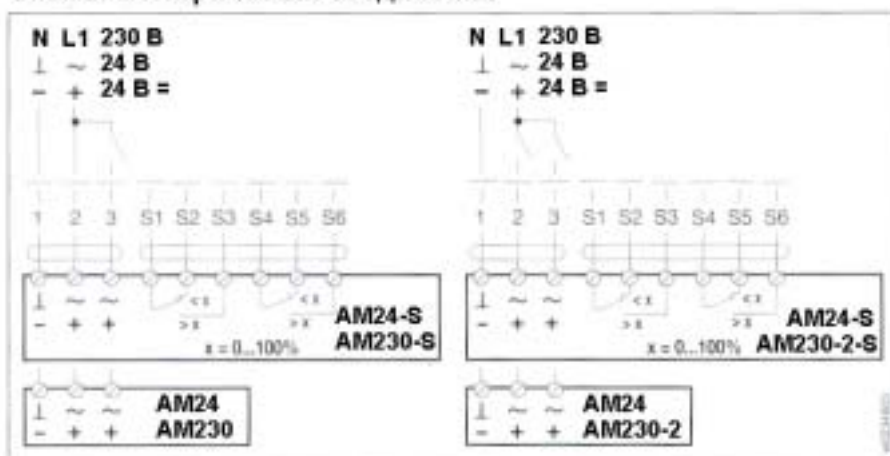 N L1 230 В
⊥ ~ 24 В
- + 24 В =
1 2 3 S1 S2 S3 S4 S5 S6
< x < x
⊥ ~ ~ > x > x AM24-S
- + + x = 0...100% AM230-S
⊥ ~ ~ AM24
- + + AM230
N L1 230 В
⊥ ~ 24 В
- + 24 В =
1 2 3 S1 S2 S3 S4 S5 S6
< x < x
⊥ ~ ~ > x > x AM24-S
- + + x = 0...100% AM230-2-S
⊥ ~ ~ AM24
- + + AM230-2